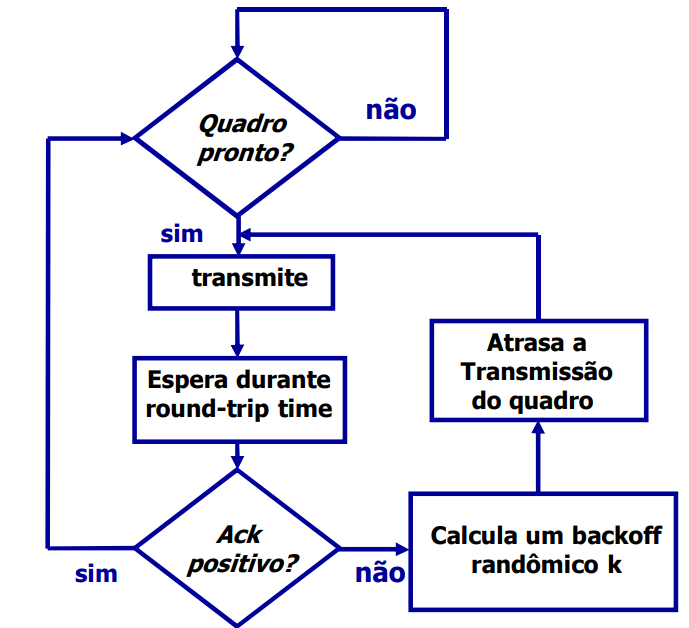 Quadro
pronto?
não
sim
transmite
Espera durante
round-trip time
Ack
positivo?
sim
não
Calcula um backoff
randômico k
Atrasa a
Transmissão
do quadro